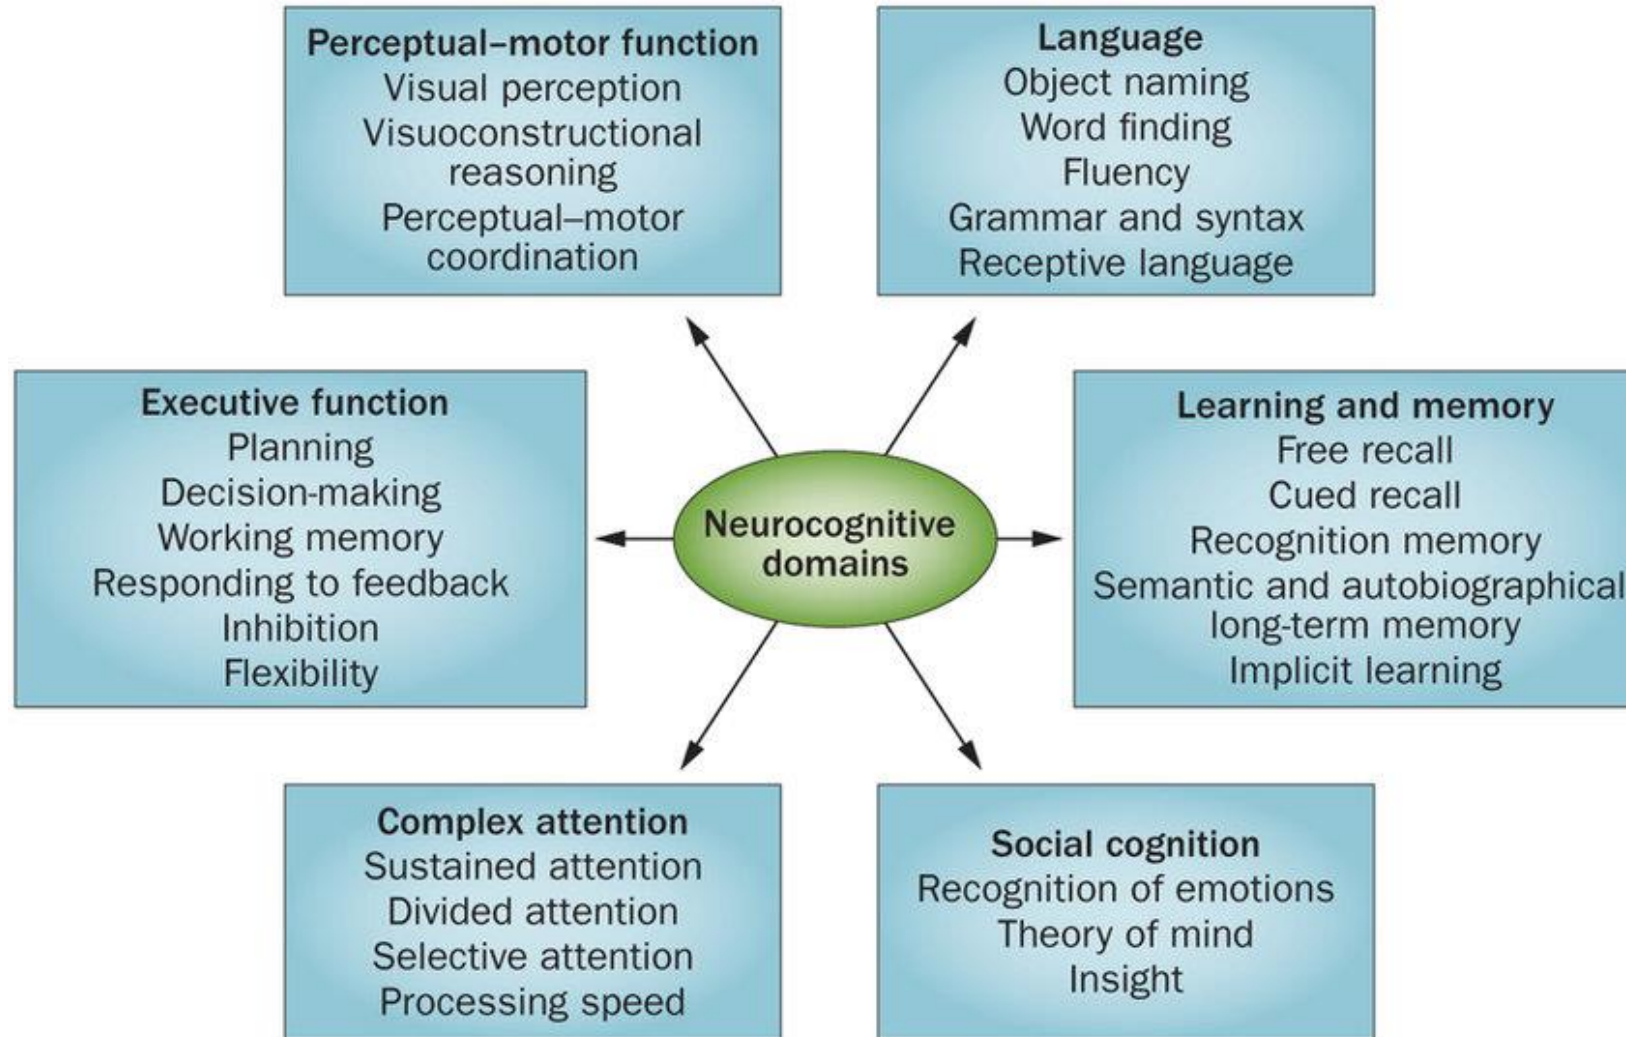 Perceptual–motor function
Visual perception
Visuoconstructional
reasoning
Perceptual–motor
coordination
Language
Object naming
Word finding
Fluency
Grammar and syntax
Receptive language
Executive function
Planning
Decision-making
Working memory
Responding to feedback
Inhibition
Flexibility
Neurocognitive
domains
Learning and memory
Free recall
Cued recall
Recognition memory
Semantic and autobiographical
long-term memory
Implicit learning
Complex attention
Sustained attention
Divided attention
Selective attention
Processing speed
Social cognition
Recognition of emotions
Theory of mind
Insight